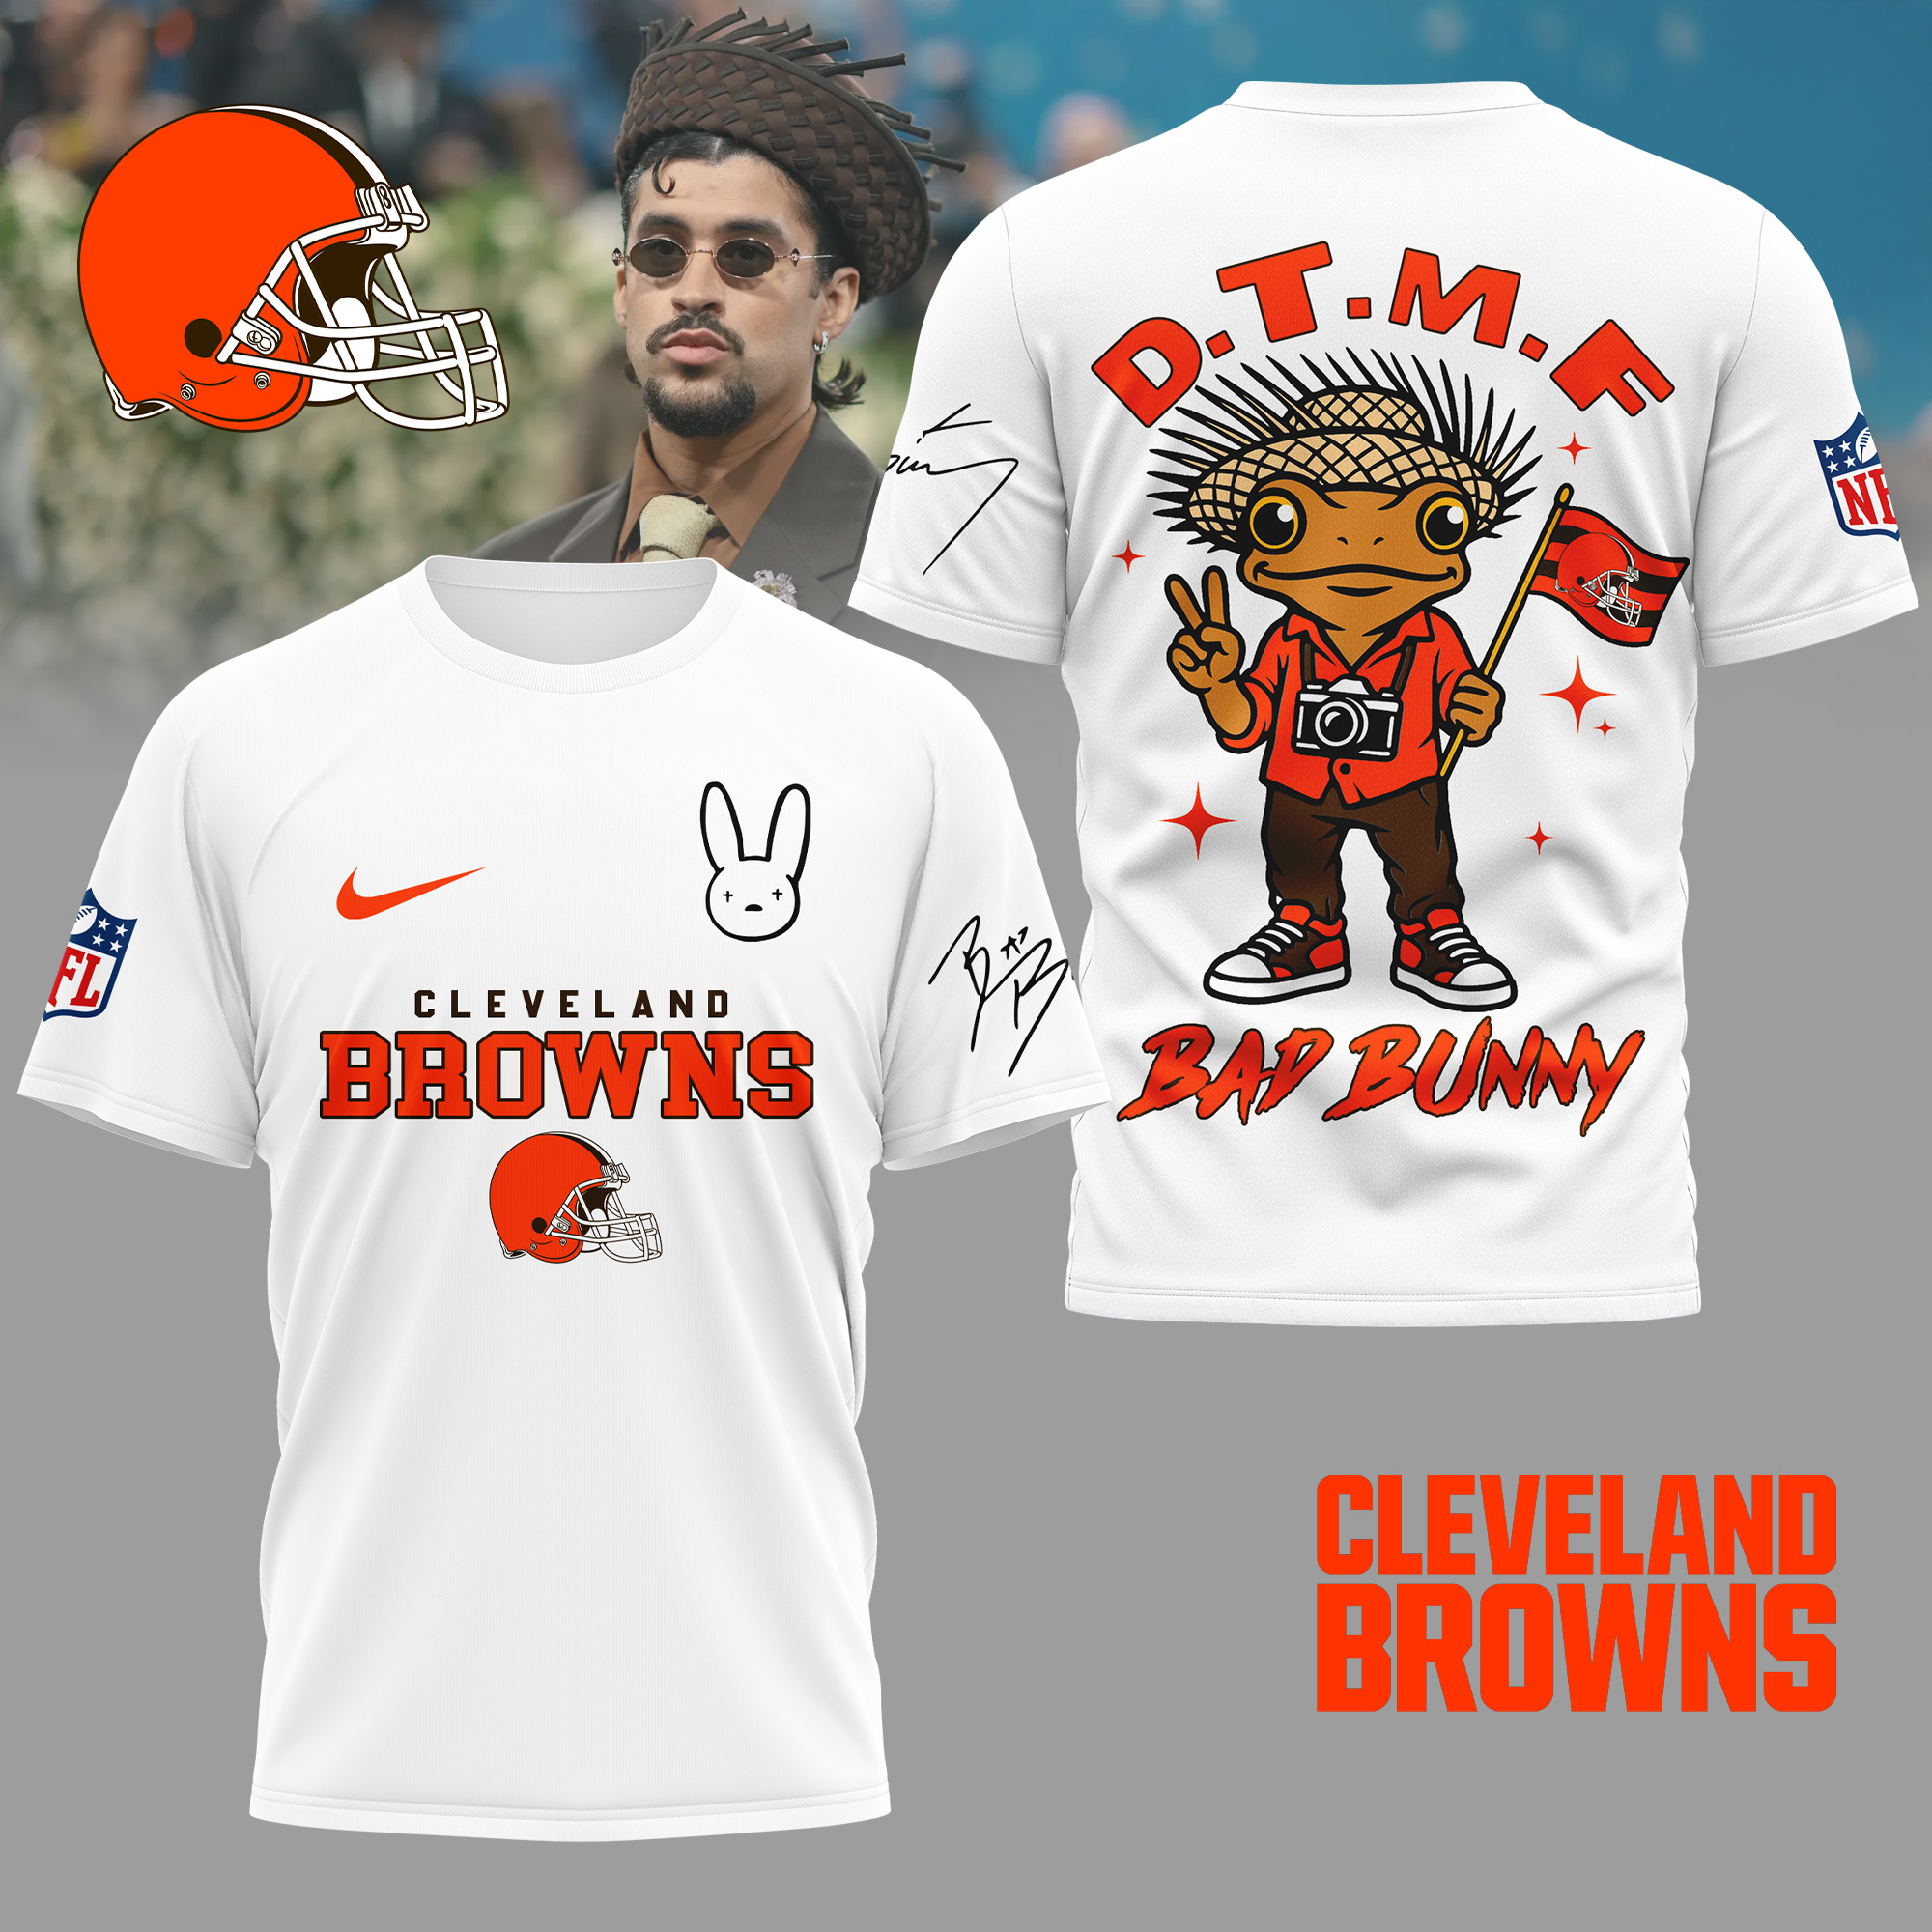 D.T.M.F
BAD BUNNY
NFL
CLEVELAND
BROWNS
CLEVELAND
BROWNS